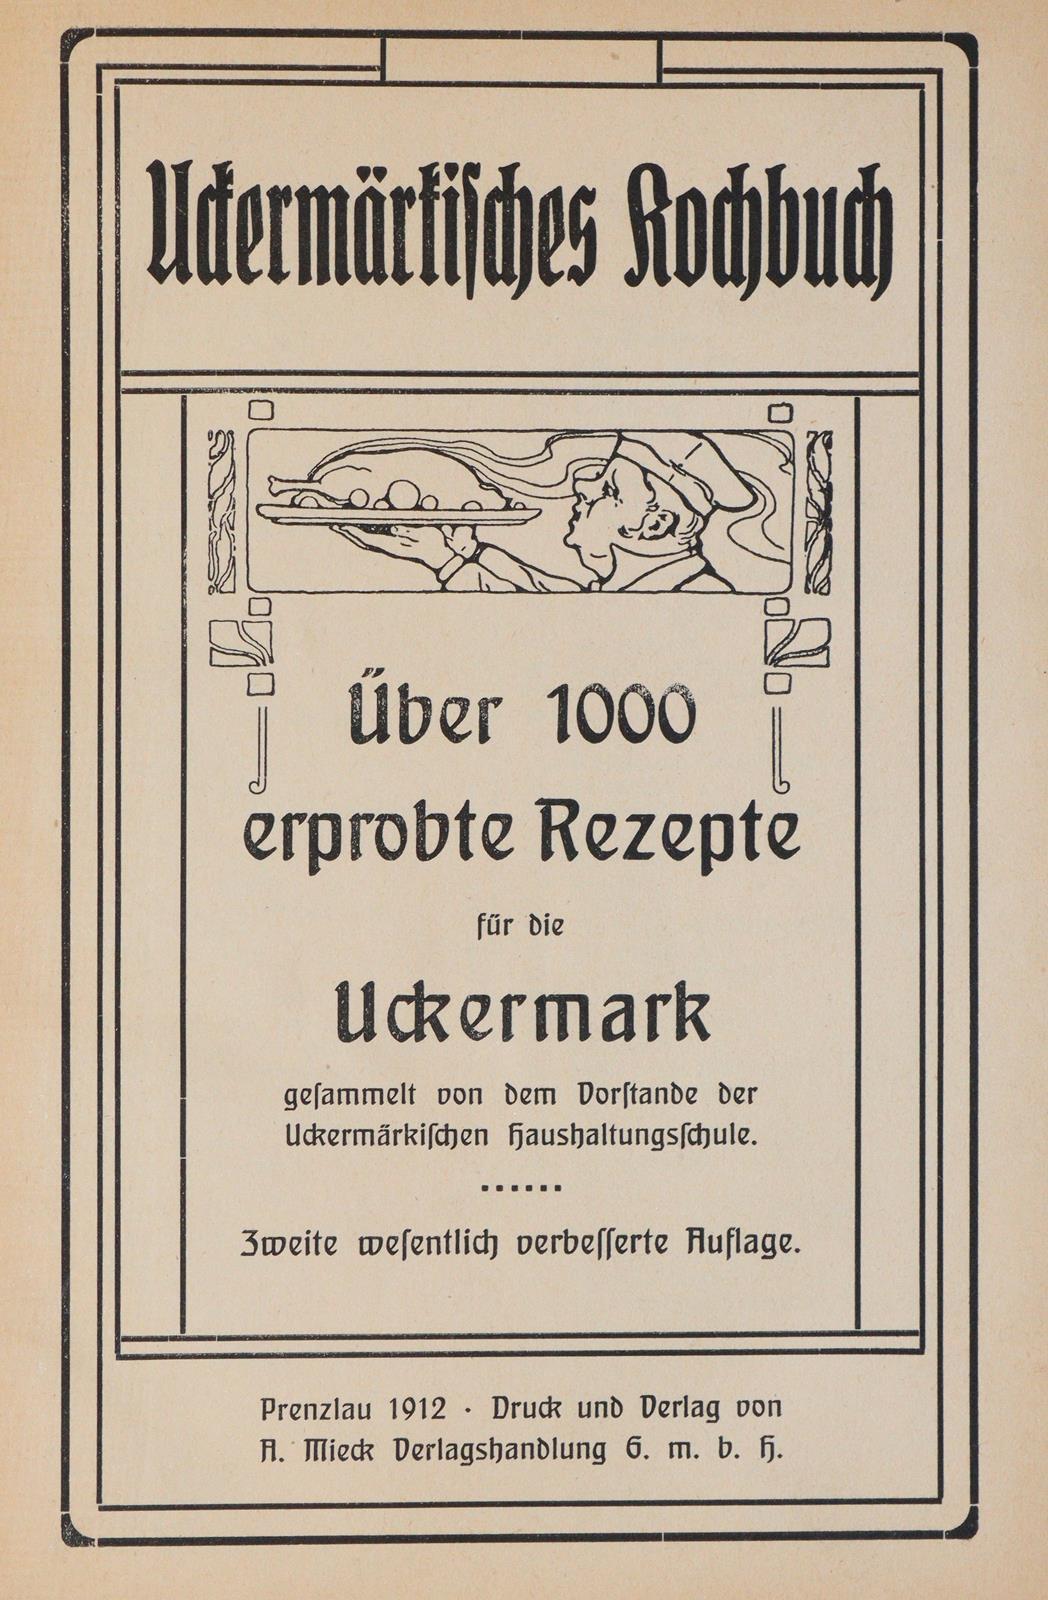 Uckermärkiſches Kochbuch
Über 1000
erprobte Rezepte
für die
Uckermark
geſammelt von dem Vorſtande der
Uckermärkiſchen Haushaltungsſchule.
Zweite weſentlich verbeſſerte Auflage.
Prenzlau 1912 · Druck und Verlag von
A. Mieck Verlagshandlung G. m. b. H.